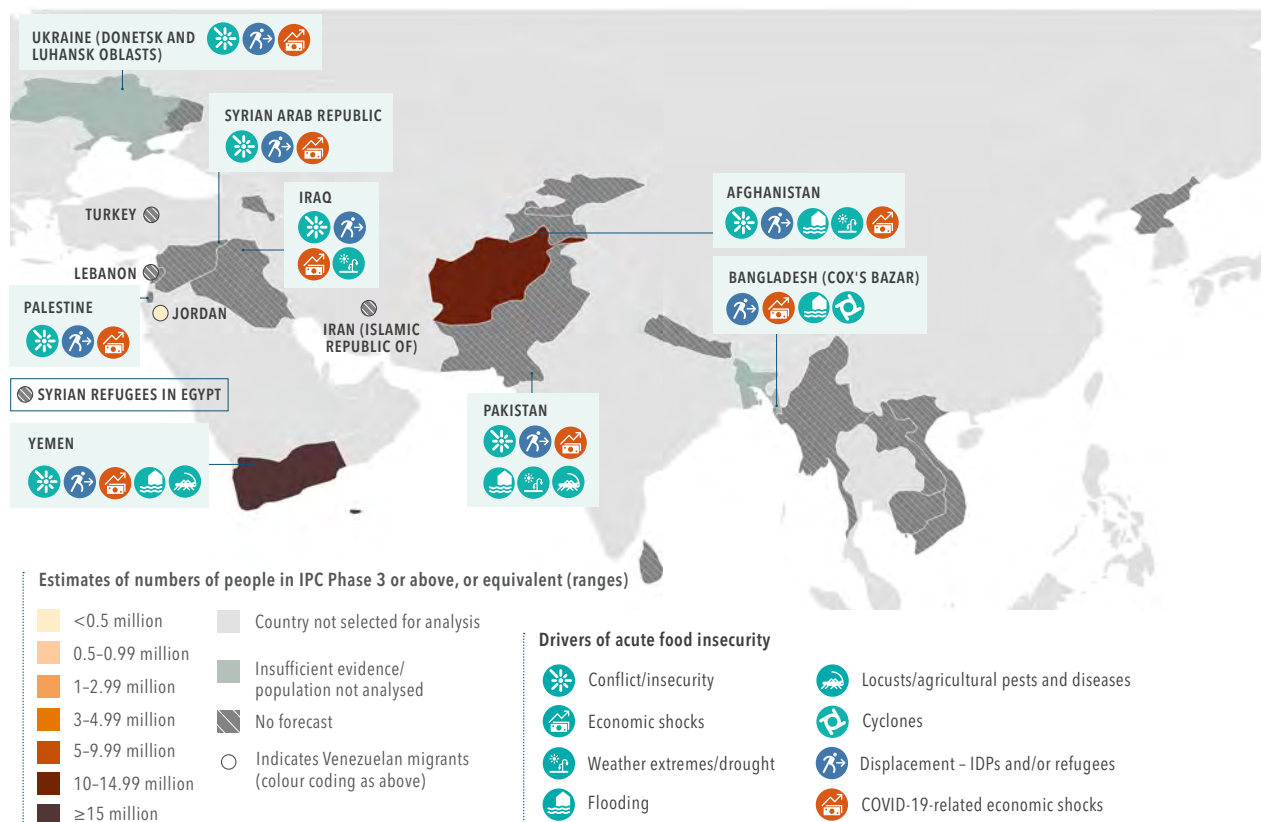 UKRAINE (DONETSK AND
LUHANSK OBLASTS)
SYRIAN ARAB REPUBLIC
IRAQ
TURKEY
LEBANON
PALESTINE
JORDAN
IRAN (ISLAMIC
REPUBLIC OF)
SYRIAN REFUGEES IN EGYPT
YEMEN
AFGHANISTAN
BANGLADESH (COX'S BAZAR)
PAKISTAN
Estimates of numbers of people in IPC Phase 3 or above, or equivalent (ranges)
<0.5 million
0.5–0.99 million
1–2.99 million
3–4.99 million
5–9.99 million
10–14.99 million
≥15 million
Country not selected for analysis
Insufficient evidence/
population not analysed
No forecast
Indicates Venezuelan migrants
(colour coding as above)
Drivers of acute food insecurity
Conflict/insecurity
Economic shocks
Weather extremes/drought
Flooding
Locusts/agricultural pests and diseases
Cyclones
Displacement – IDPs and/or refugees
COVID-19-related economic shocks